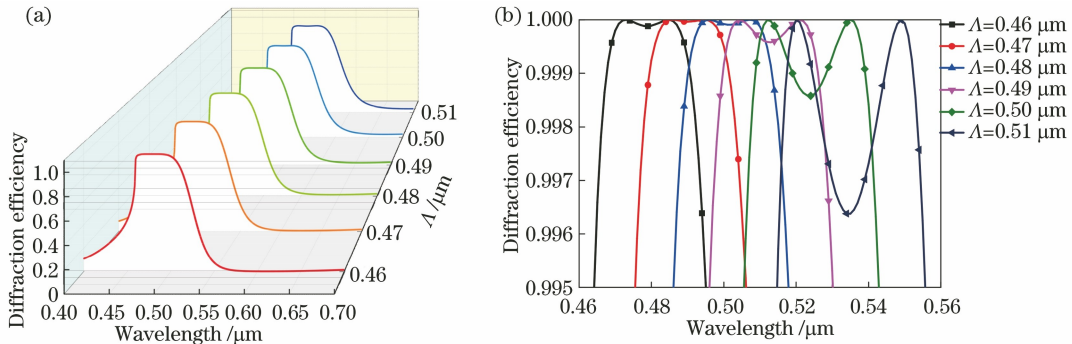 (a)
Diffraction efficiency
1.0
0.8
0.6
0.4
0.2
0
0.40 0.45 0.50 0.55 0.60 0.65 0.70
Wavelength /μm
0.51
0.50
0.49
0.48
0.47
0.46
Λ /μm
(b)
Diffraction efficiency
1.000
0.999
0.998
0.997
0.996
0.995
0.46 0.48 0.50 0.52 0.54 0.56
Wavelength /μm
Λ=0.46 μm
Λ=0.47 μm
Λ=0.48 μm
Λ=0.49 μm
Λ=0.50 μm
Λ=0.51 μm